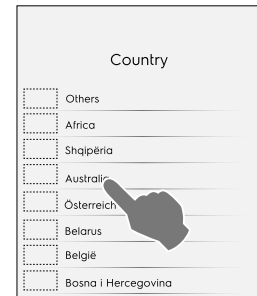 Country
Others
Africa
Shqipëria
Australia
Österreich
Belarus
België
Bosna i Hercegovina